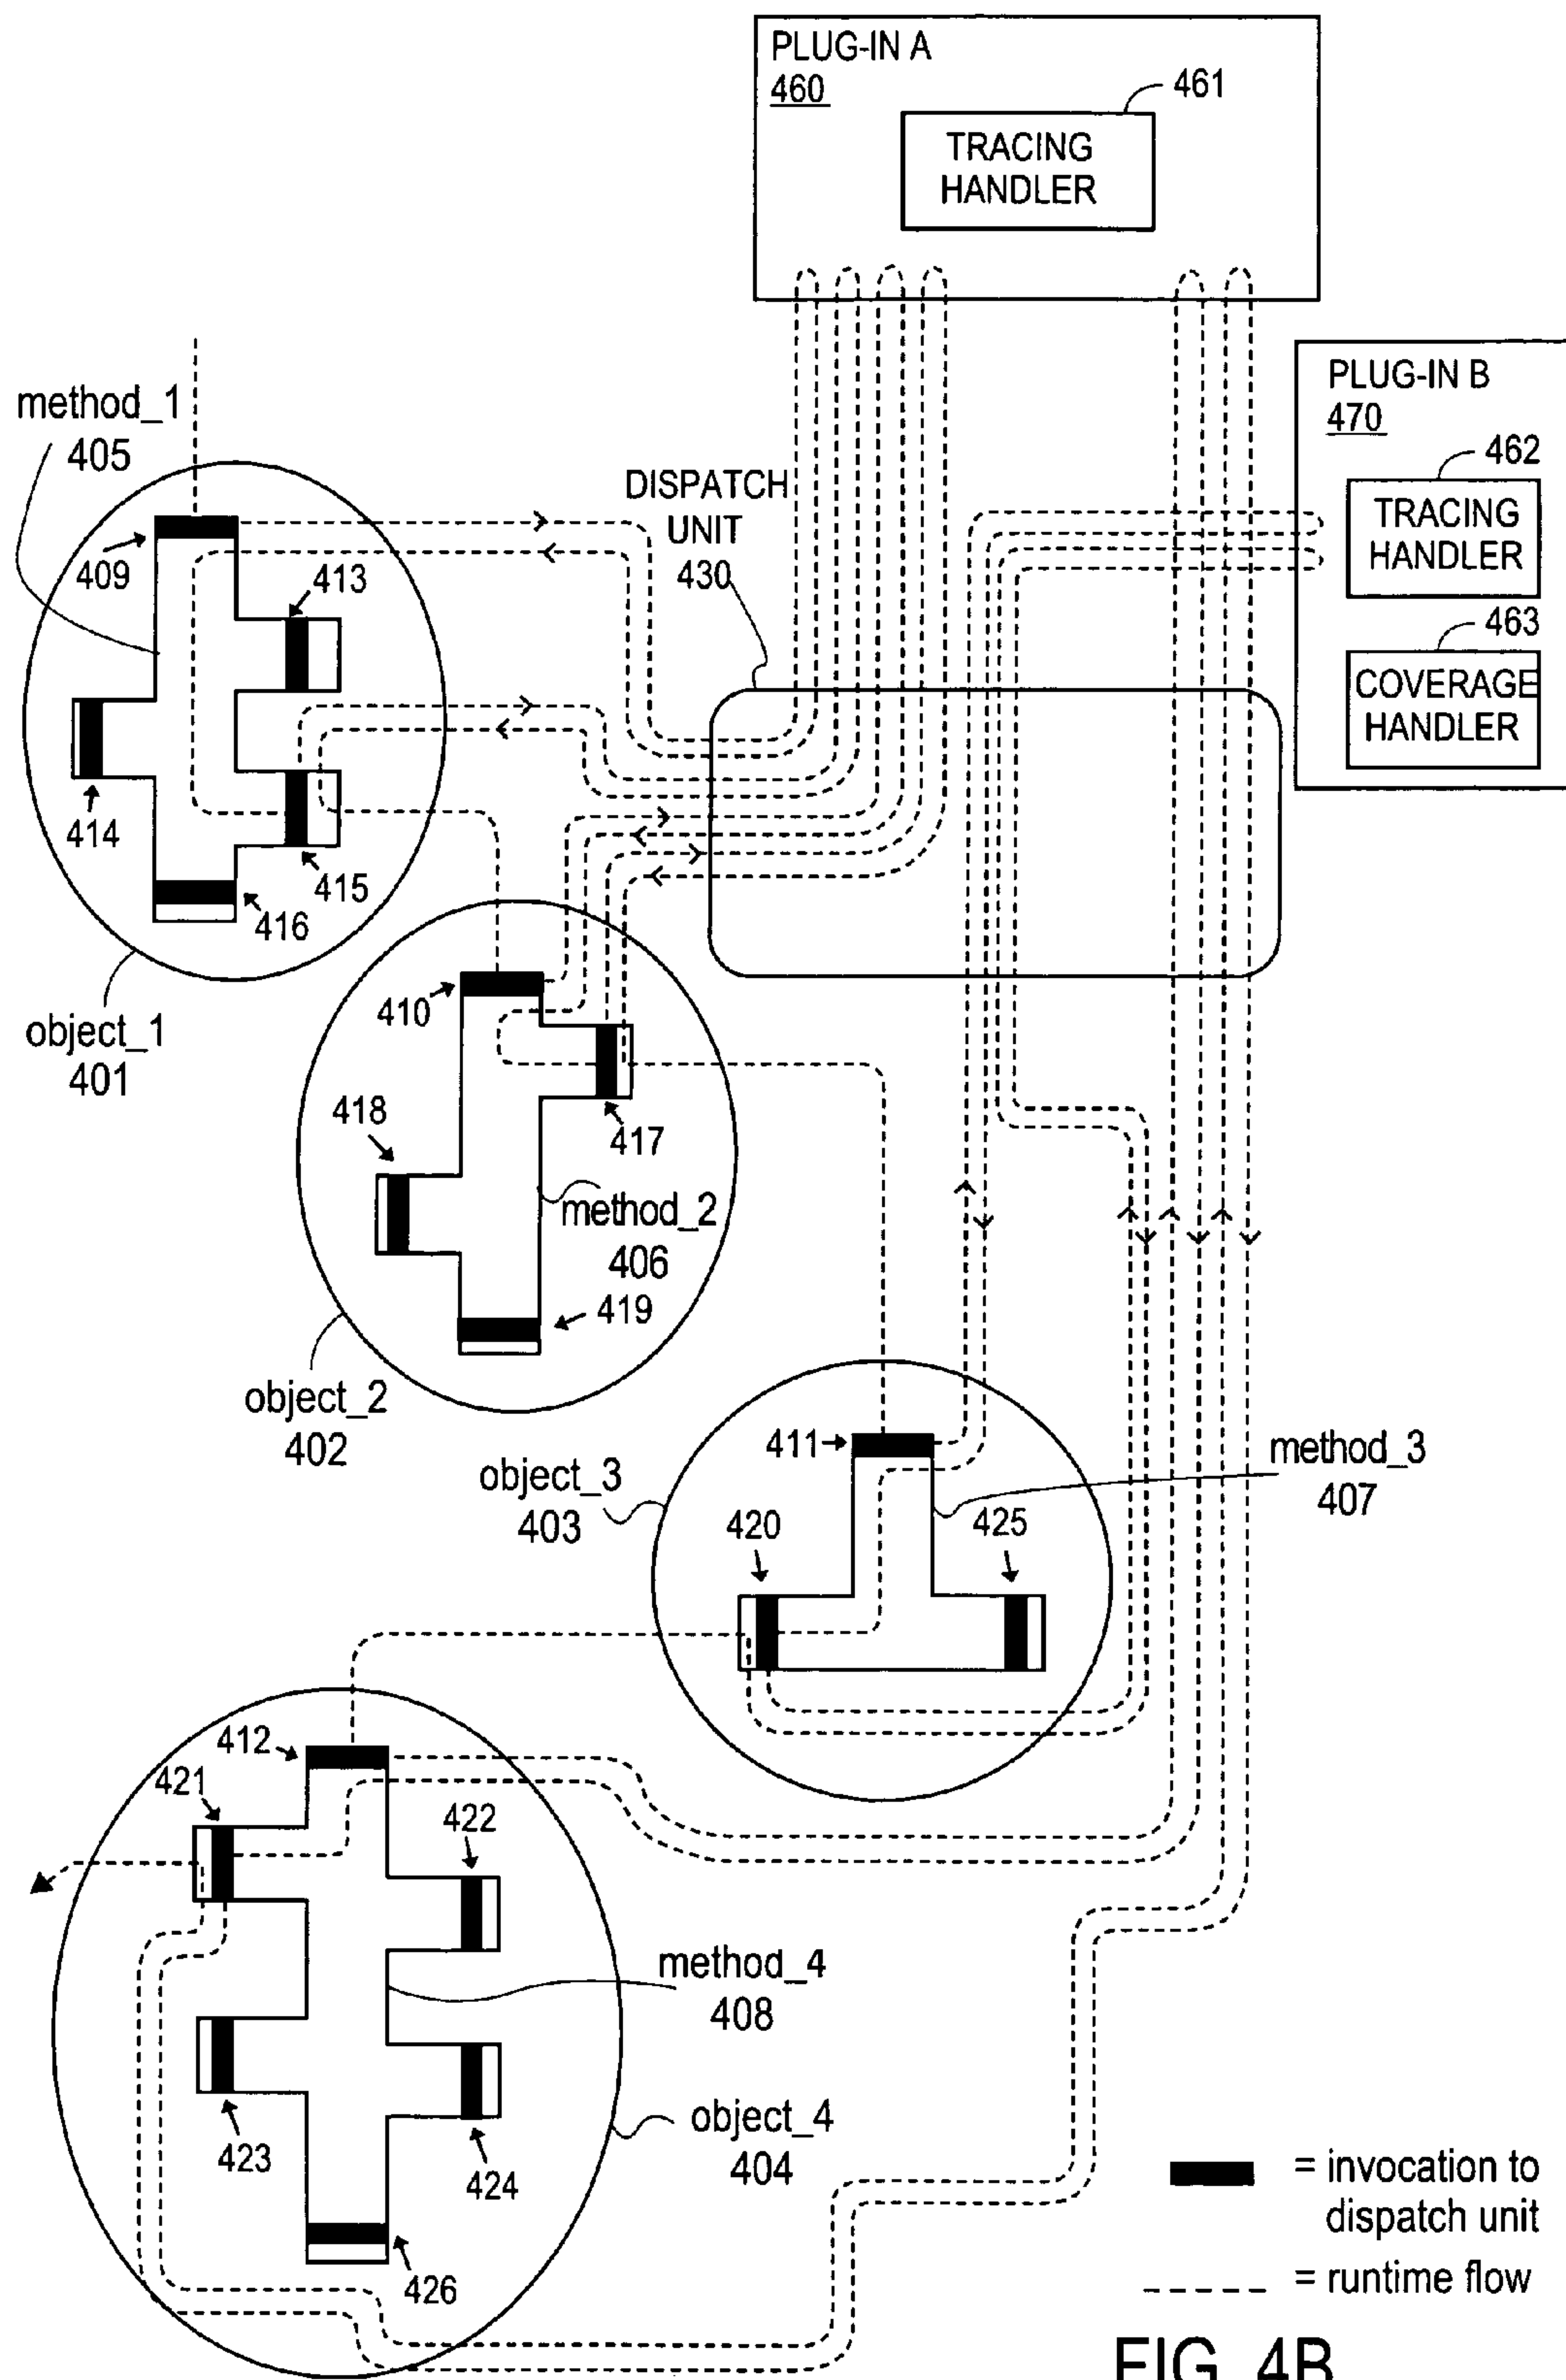 PLUG-IN A
460
461
TRACING
HANDLER
PLUG-IN B
470
462
TRACING
HANDLER
463
COVERAGE
HANDLER
method_1
405
DISPATCH
UNIT
430
409
413
414
415
416
object_1
401
410
418
417
method_2
406
419
object_2
402
411
method_3
407
object_3
403
420
425
412
421
422
method_4
408
423
424
object_4
404
426
= invocation to
dispatch unit
= runtime flow
FIG. 4B